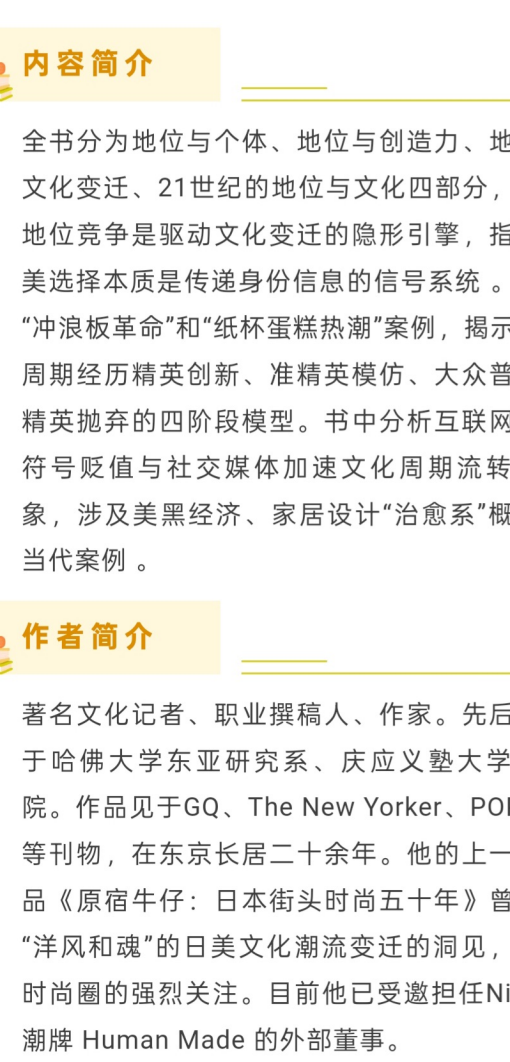 内容简介
全书分为地位与个体、地位与创造力、地
文化变迁、21世纪的地位与文化四部分，
地位竞争是驱动文化变迁的隐形引擎，指
美选择本质是传递身份信息的信号系统 。
“冲浪板革命”和“纸杯蛋糕热潮”案例，揭示
周期经历精英创新、准精英模仿、大众普
精英抛弃的四阶段模型。书中分析互联网
符号贬值与社交媒体加速文化周期流转
象，涉及美黑经济、家居设计“治愈系”概
当代案例 。
作者简介
著名文化记者、职业撰稿人、作家。先后
于哈佛大学东亚研究系、庆应义塾大学
院。作品见于GQ、The New Yorker、POP
等刊物，在东京长居二十余年。他的上一
品《原宿牛仔：日本街头时尚五十年》曾
“洋风和魂”的日美文化潮流变迁的洞见，
时尚圈的强烈关注。目前他已受邀担任Ni
潮牌 Human Made 的外部董事。